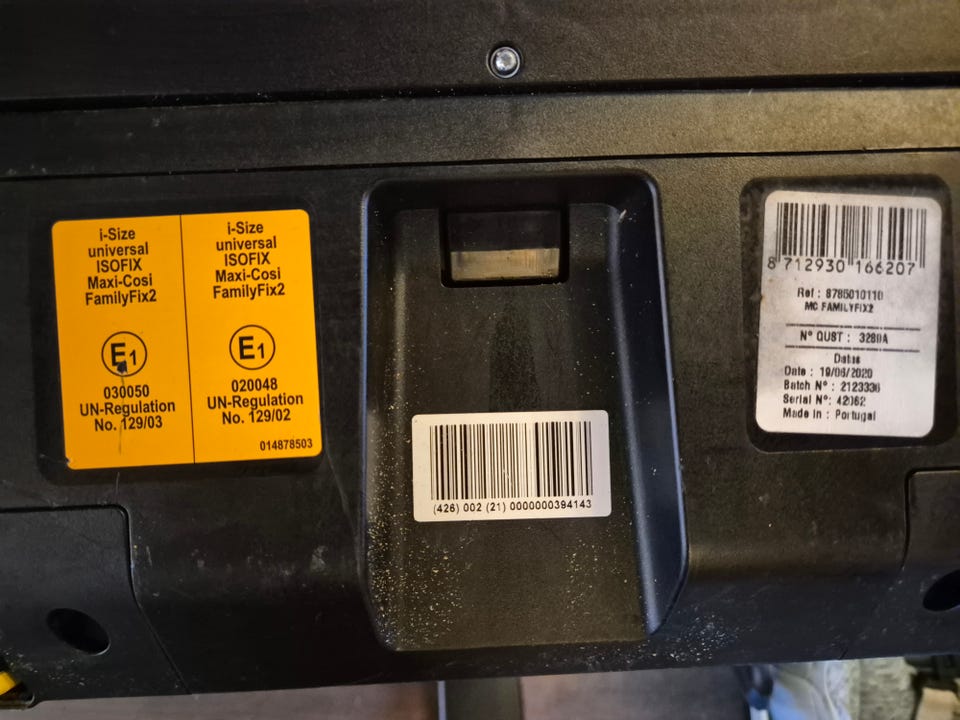 i-Size
universal
ISOFIX
Maxi-Cosi
FamilyFix2
E1
030050
UN-Regulation
No. 129/03
i-Size
universal
ISOFIX
Maxi-Cosi
FamilyFix2
E1
020048
UN-Regulation
No. 129/02
014878503
(426) 002 (21) 0000000394143
8 712930 166207
Ref : 8785010110
MC FAMILYFIX2
N° QUST : 3280A
Datas
Date : 19/06/2020
Batch N° : 2123336
Serial N° : 42062
Made in : Portugal